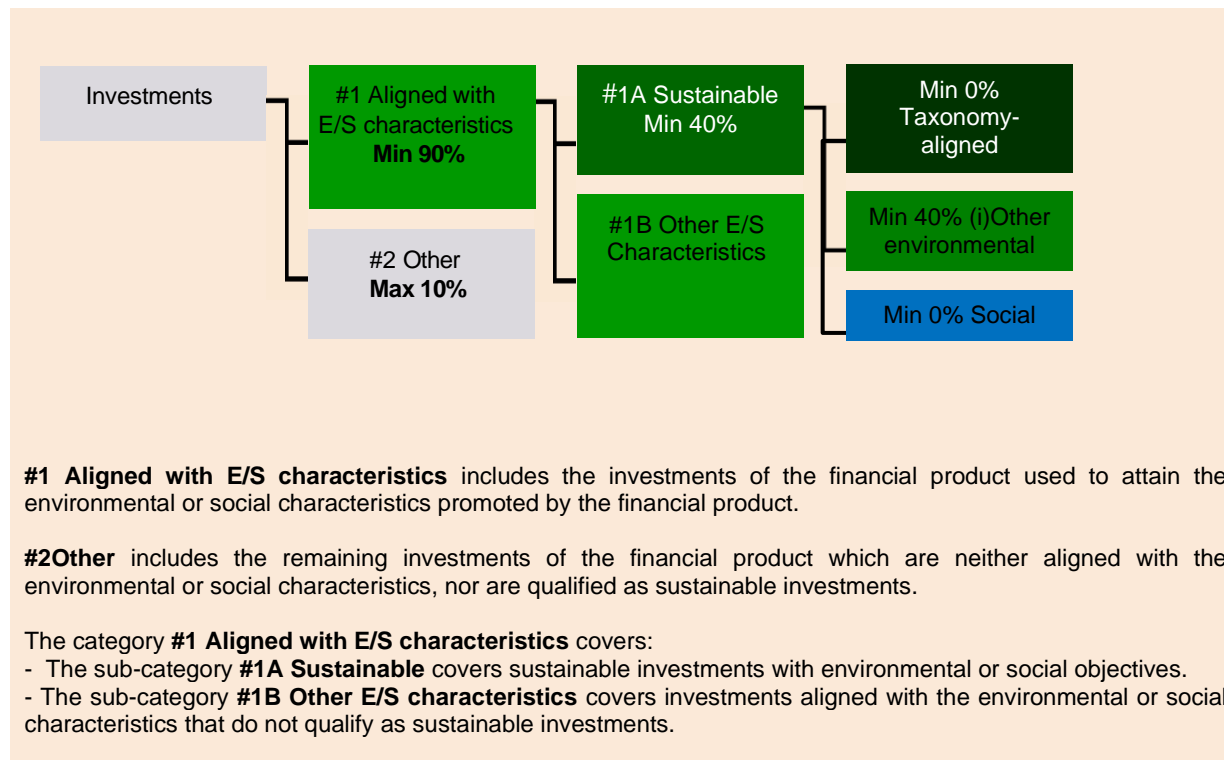 Investments
#1 Aligned with
E/S characteristics
Min 90%
#2 Other
Max 10%
#1A Sustainable
Min 40%
#1B Other E/S
Characteristics
Min 0%
Taxonomy-
aligned
Min 40% (i)Other
environmental
Min 0% Social
#1 Aligned with E/S characteristics includes the investments of the financial product used to attain the
environmental or social characteristics promoted by the financial product.
#2Other includes the remaining investments of the financial product which are neither aligned with the
environmental or social characteristics, nor are qualified as sustainable investments.
The category #1 Aligned with E/S characteristics covers:
- The sub-category #1A Sustainable covers sustainable investments with environmental or social objectives.
- The sub-category #1B Other E/S characteristics covers investments aligned with the environmental or social
characteristics that do not qualify as sustainable investments.